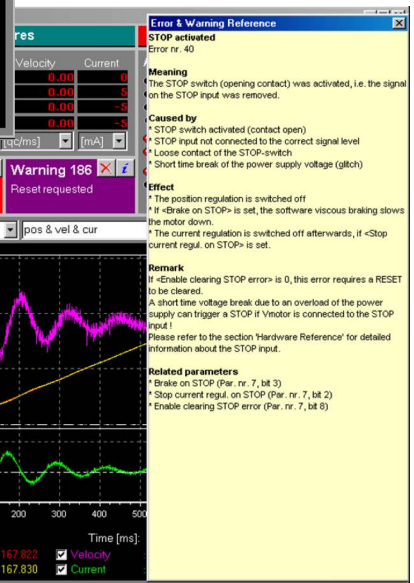 res
Velocity Current
0.00 0
0.00 5
0.00 -5
0.00 -5
[qc/ms] [mA]
Warning 186
Reset requested
pos & vel & cur
200 300 400 500
Time [ms]:
167.822 Velocity
167.830 Current
Error & Warning Reference
STOP activated
Error nr. 40
Meaning
The STOP switch (opening contact) was activated, i.e. the signal
on the STOP input was removed.
Caused by
* STOP switch activated (contact open)
* STOP input not connected to the correct signal level
* Loose contact of the STOP-switch
* Short time break of the power supply voltage (glitch)
Effect
* The position regulation is switched off
* If <Brake on STOP> is set, the software viscous braking slows
the motor down.
* The current regulation is switched off afterwards, if <Stop
current regul. on STOP> is set.
Remark
If <Enable clearing STOP error> is 0, this error requires a RESET
to be cleared.
A short time voltage break due to an overload of the power
supply can trigger a STOP if Vmotor is connected to the STOP
input !
Please refer to the section 'Hardware Reference' for detailed
information about the STOP input.
Related parameters
* Brake on STOP (Par. nr. 7, bit 3)
* Stop current regul. on STOP (Par. nr. 7, bit 2)
* Enable clearing STOP error (Par. nr. 7, bit 8)